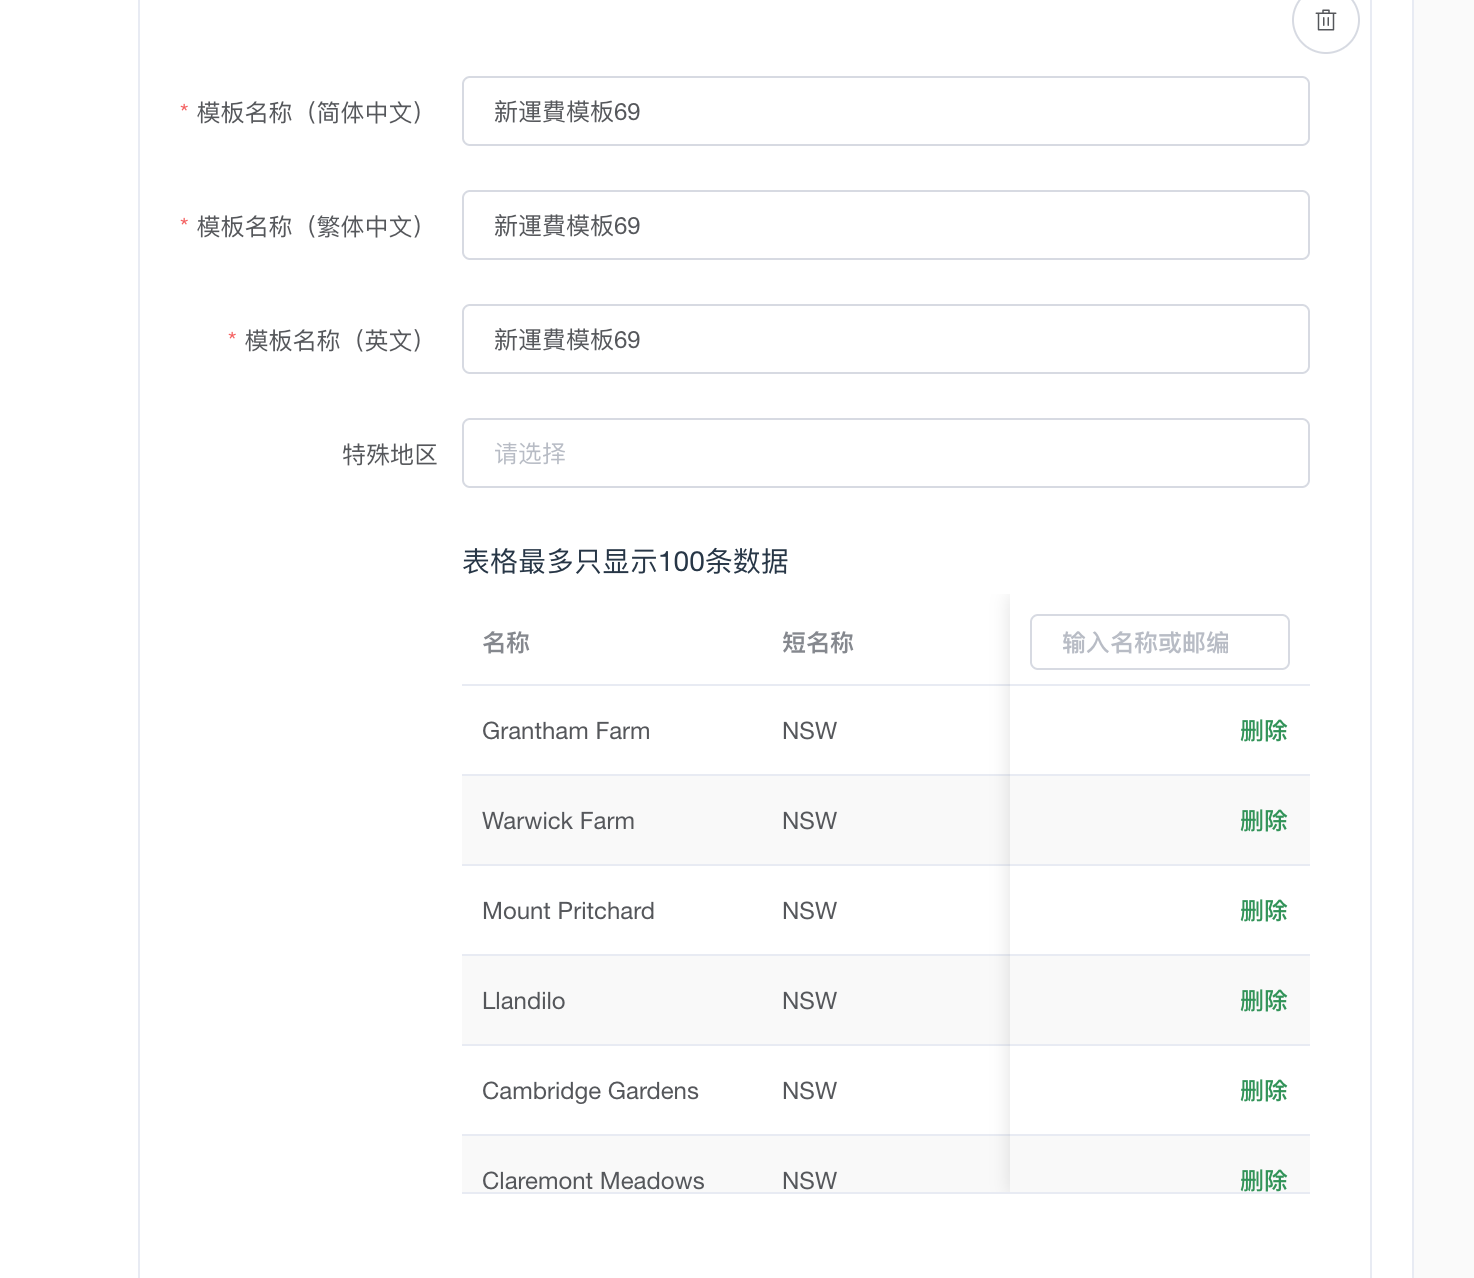 * 模板名称（简体中文） 新運費模板69
* 模板名称（繁体中文） 新運費模板69
* 模板名称（英文） 新運費模板69
特殊地区 请选择
表格最多只显示100条数据
名称 短名称 输入名称或邮编
Grantham Farm NSW 删除
Warwick Farm NSW 删除
Mount Pritchard NSW 删除
Llandilo NSW 删除
Cambridge Gardens NSW 删除
Claremont Meadows NSW 删除